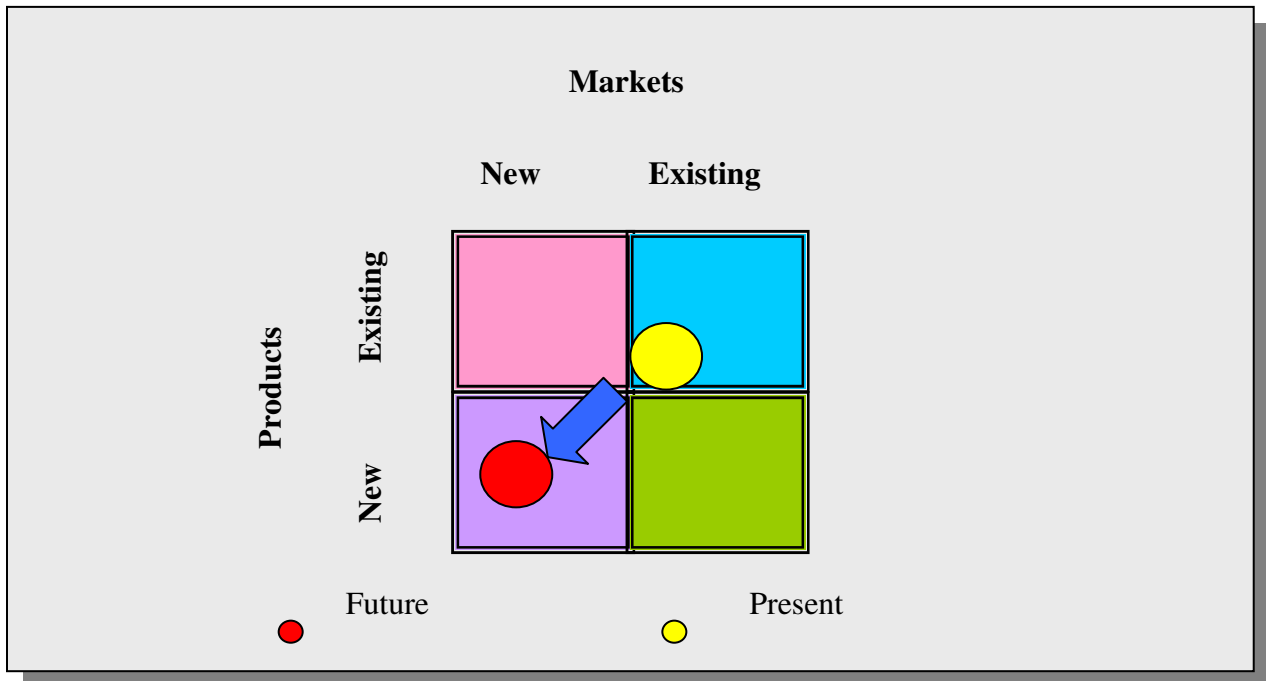 Markets
New Existing
Existing
Products
New
Future Present